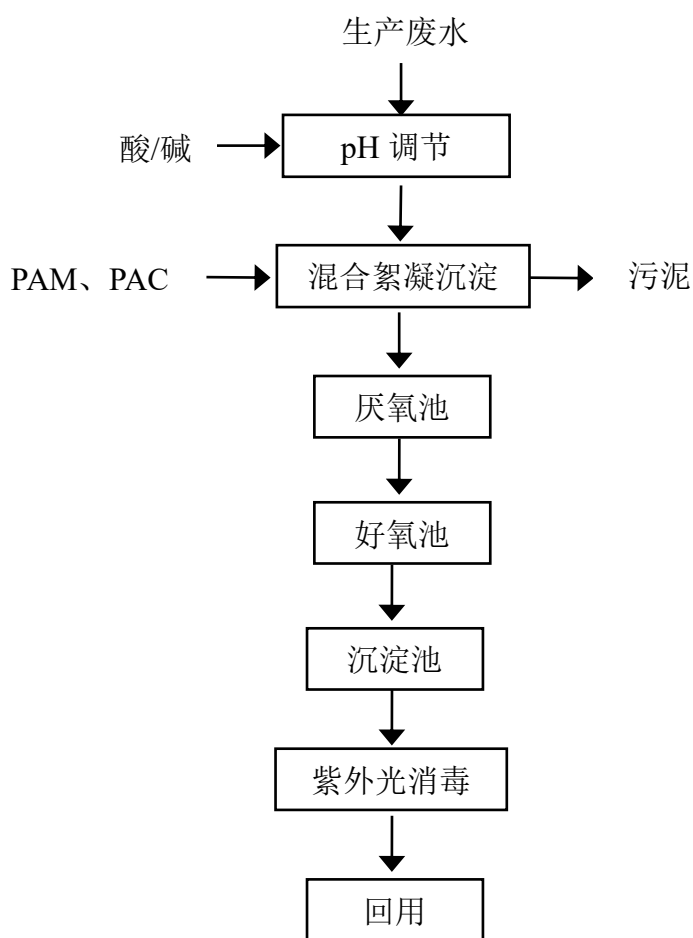 生产废水
酸/碱
pH 调节
PAM、PAC
混合絮凝沉淀
污泥
厌氧池
好氧池
沉淀池
紫外光消毒
回用